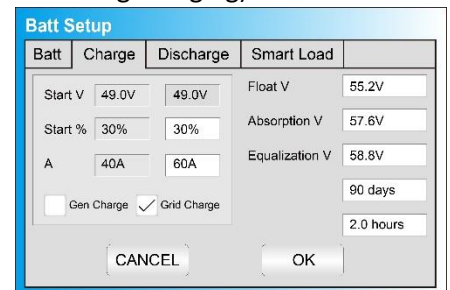 Batt Setup
Batt Charge Discharge Smart Load
Start V 49.0V 49.0V
Start % 30% 30%
A 40A 60A
Gen Charge Grid Charge
Float V 55.2V
Absorption V 57.6V
Equalization V 58.8V
90 days
2.0 hours
CANCEL OK